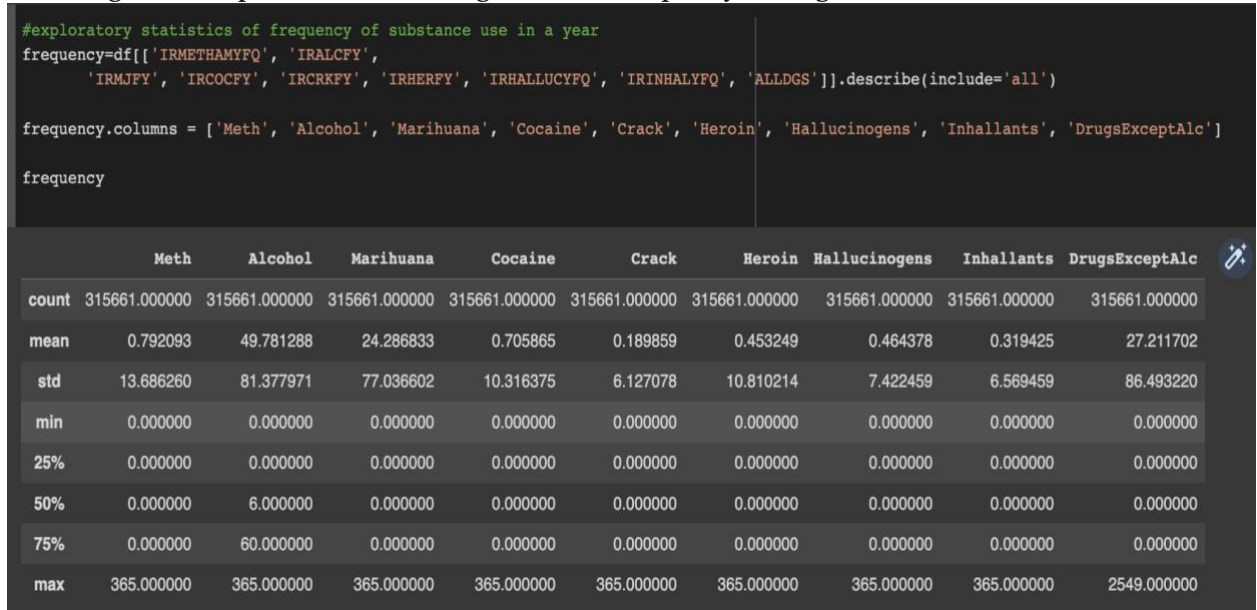 #exploratory statistics of frequency of substance use in a year
frequency=df[['IRMETHAMYFQ', 'IRALCFY',
'IRMJFY', 'IRCOCFY', 'IRCRKFY', 'IRHERFY', 'IRHALLUCYFQ', 'IRINHALYFQ', 'ALLDGS']].describe(include='all')
frequency.columns = ['Meth', 'Alcohol', 'Marihuana', 'Cocaine', 'Crack', 'Heroin', 'Hallucinogens', 'Inhallants', 'DrugsExceptAlc']
frequency
Meth Alcohol Marihuana Cocaine Crack Heroin Hallucinogens Inhallants DrugsExceptAlc
count 315661.000000 315661.000000 315661.000000 315661.000000 315661.000000 315661.000000 315661.000000 315661.000000 315661.000000
mean 0.792093 49.781288 24.286833 0.705865 0.189859 0.453249 0.464378 0.319425 27.211702
std 13.686260 81.377971 77.036602 10.316375 6.127078 10.810214 7.422459 6.569459 86.493220
min 0.000000 0.000000 0.000000 0.000000 0.000000 0.000000 0.000000 0.000000 0.000000
25% 0.000000 0.000000 0.000000 0.000000 0.000000 0.000000 0.000000 0.000000 0.000000
50% 0.000000 6.000000 0.000000 0.000000 0.000000 0.000000 0.000000 0.000000 0.000000
75% 0.000000 60.000000 0.000000 0.000000 0.000000 0.000000 0.000000 0.000000 0.000000
max 365.000000 365.000000 365.000000 365.000000 365.000000 365.000000 365.000000 365.000000 2549.000000